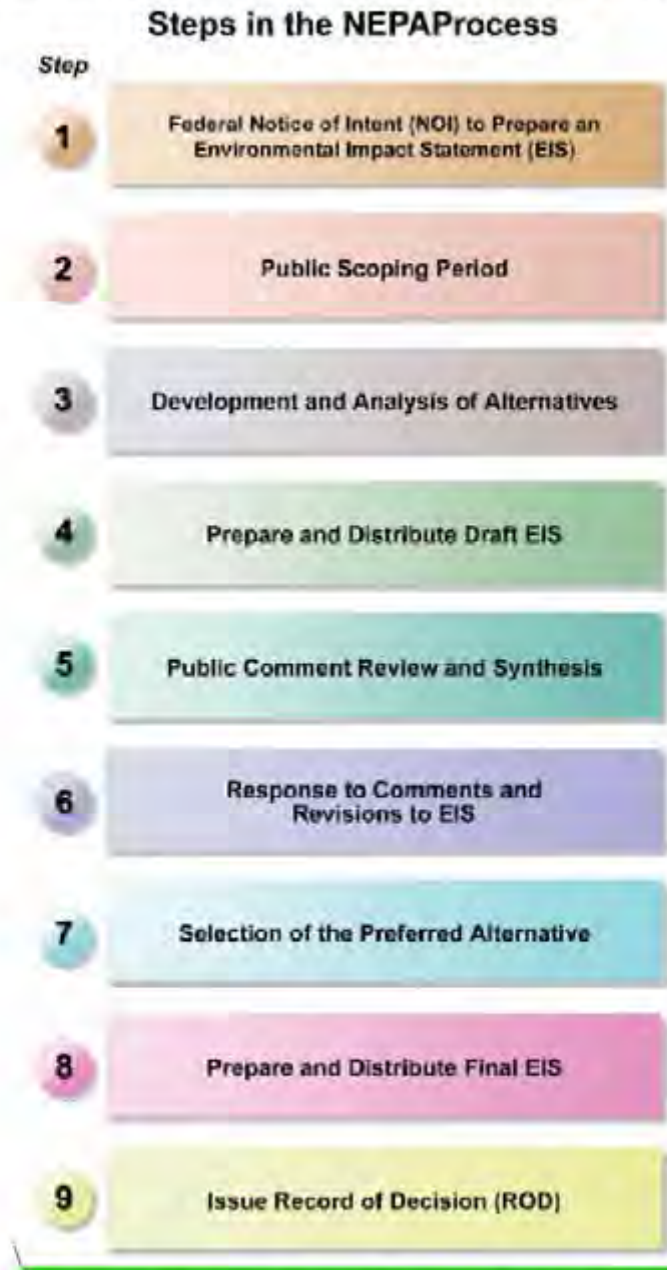 Steps in the NEPAProcess
Step
1
Federal Notice of Intent (NOI) to Prepare an
Environmental Impact Statement (EIS)
2
Public Scoping Period
3
Development and Analysis of Alternatives
4
Prepare and Distribute Draft EIS
5
Public Comment Review and Synthesis
6
Response to Comments and
Revisions to EIS
7
Selection of the Preferred Alternative
8
Prepare and Distribute Final EIS
9
Issue Record of Decision (ROD)